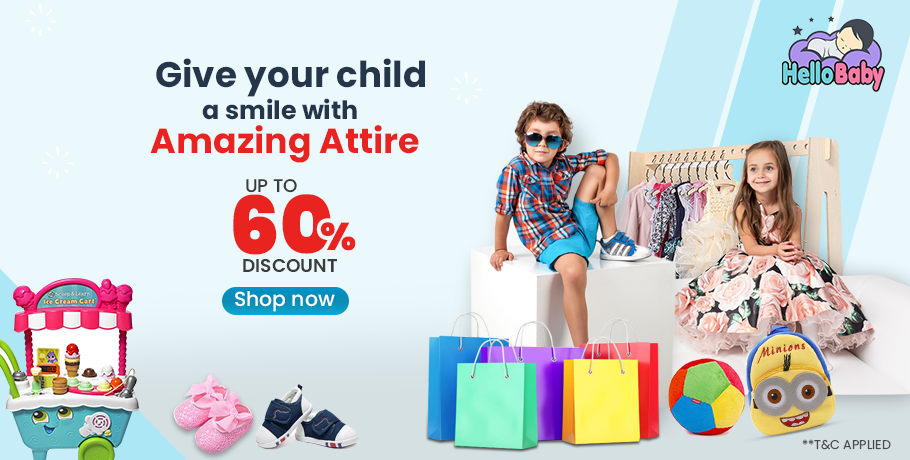 Give your child
a smile with
Amazing Attire
UP TO
60%
DISCOUNT
Shop now
HelloBaby
Ice Cream Cart
Minions
**T&C APPLIED